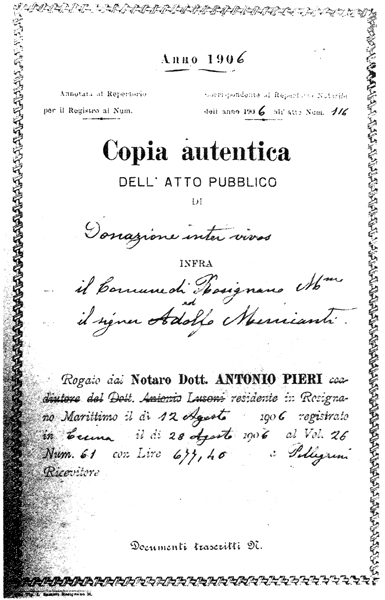 Anno 1906
Annotata al Repertorio
per il Registro al Num.
Corrispondente al Repertorio Notarile
dell'anno 1906 all'Atto Num. 116
Copia autentica
DELL'ATTO PUBBLICO
DI
Donazione inter vivos
INFRA
il Comune di Rosignano Mmo
ed
il signor Adolfo
Rogato dal Notaro Dott. ANTONIO PIERI coa-
diutore del Dott. Antonio Lusoni residente in Rosigna-
no Marittimo il dì 12 Agosto 1906 registrato
in Cecina il dì 28 Agosto 1906 al Vol. 26
Num. 61 con Lire 677,40 a Pellegrini
Ricevitore
Documenti trascritti N.